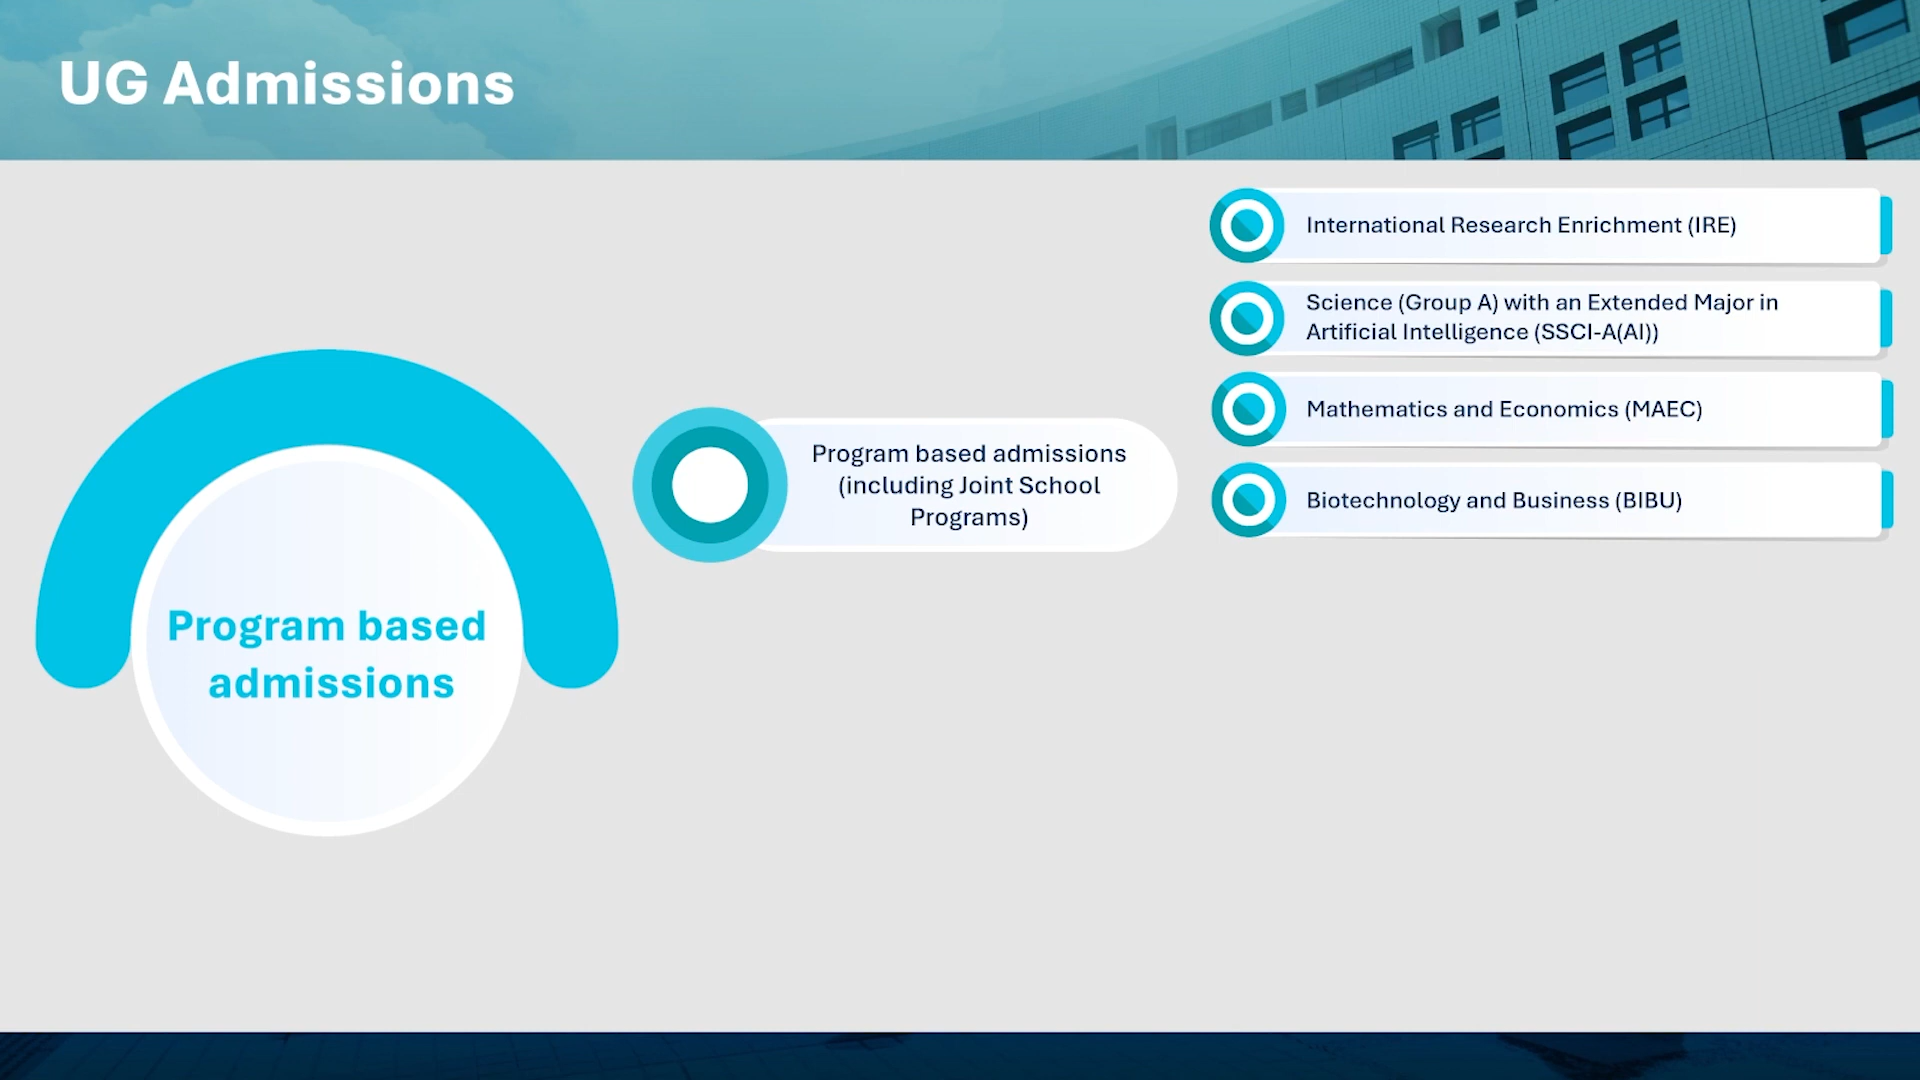 UG Admissions
Program based
admissions
Program based admissions
(including Joint School
Programs)
International Research Enrichment (IRE)
Science (Group A) with an Extended Major in
Artificial Intelligence (SSCI-A(AI))
Mathematics and Economics (MAEC)
Biotechnology and Business (BIBU)